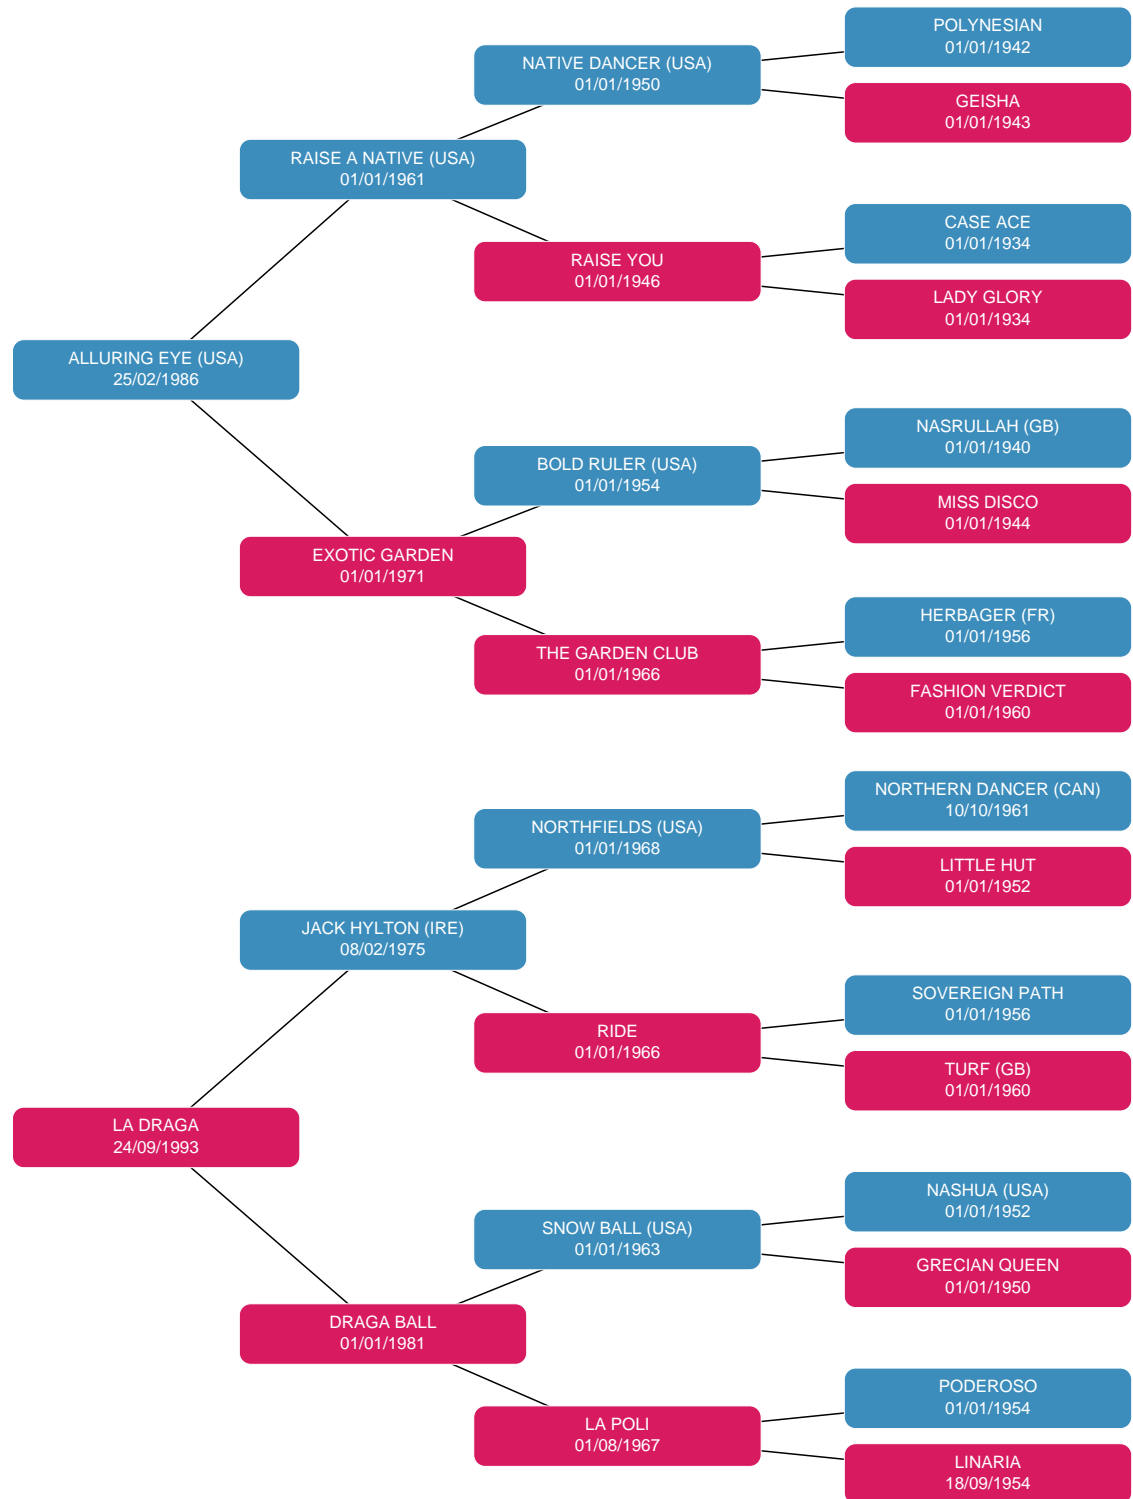 POLYNESIAN
01/01/1942
NATIVE DANCER (USA)
01/01/1950
GEISHA
01/01/1943
RAISE A NATIVE (USA)
01/01/1961
CASE ACE
01/01/1934
RAISE YOU
01/01/1946
LADY GLORY
01/01/1934
ALLURING EYE (USA)
25/02/1986
NASRULLAH (GB)
01/01/1940
BOLD RULER (USA)
01/01/1954
MISS DISCO
01/01/1944
EXOTIC GARDEN
01/01/1971
HERBAGER (FR)
01/01/1956
THE GARDEN CLUB
01/01/1966
FASHION VERDICT
01/01/1960
NORTHERN DANCER (CAN)
10/10/1961
NORTHFIELDS (USA)
01/01/1968
LITTLE HUT
01/01/1952
JACK HYLTON (IRE)
08/02/1975
SOVEREIGN PATH
01/01/1956
RIDE
01/01/1966
TURF (GB)
01/01/1960
LA DRAGA
24/09/1993
NASHUA (USA)
01/01/1952
SNOW BALL (USA)
01/01/1963
GRECIAN QUEEN
01/01/1950
DRAGA BALL
01/01/1981
PODEROSO
01/01/1954
LA POLI
01/08/1967
LINARIA
18/09/1954